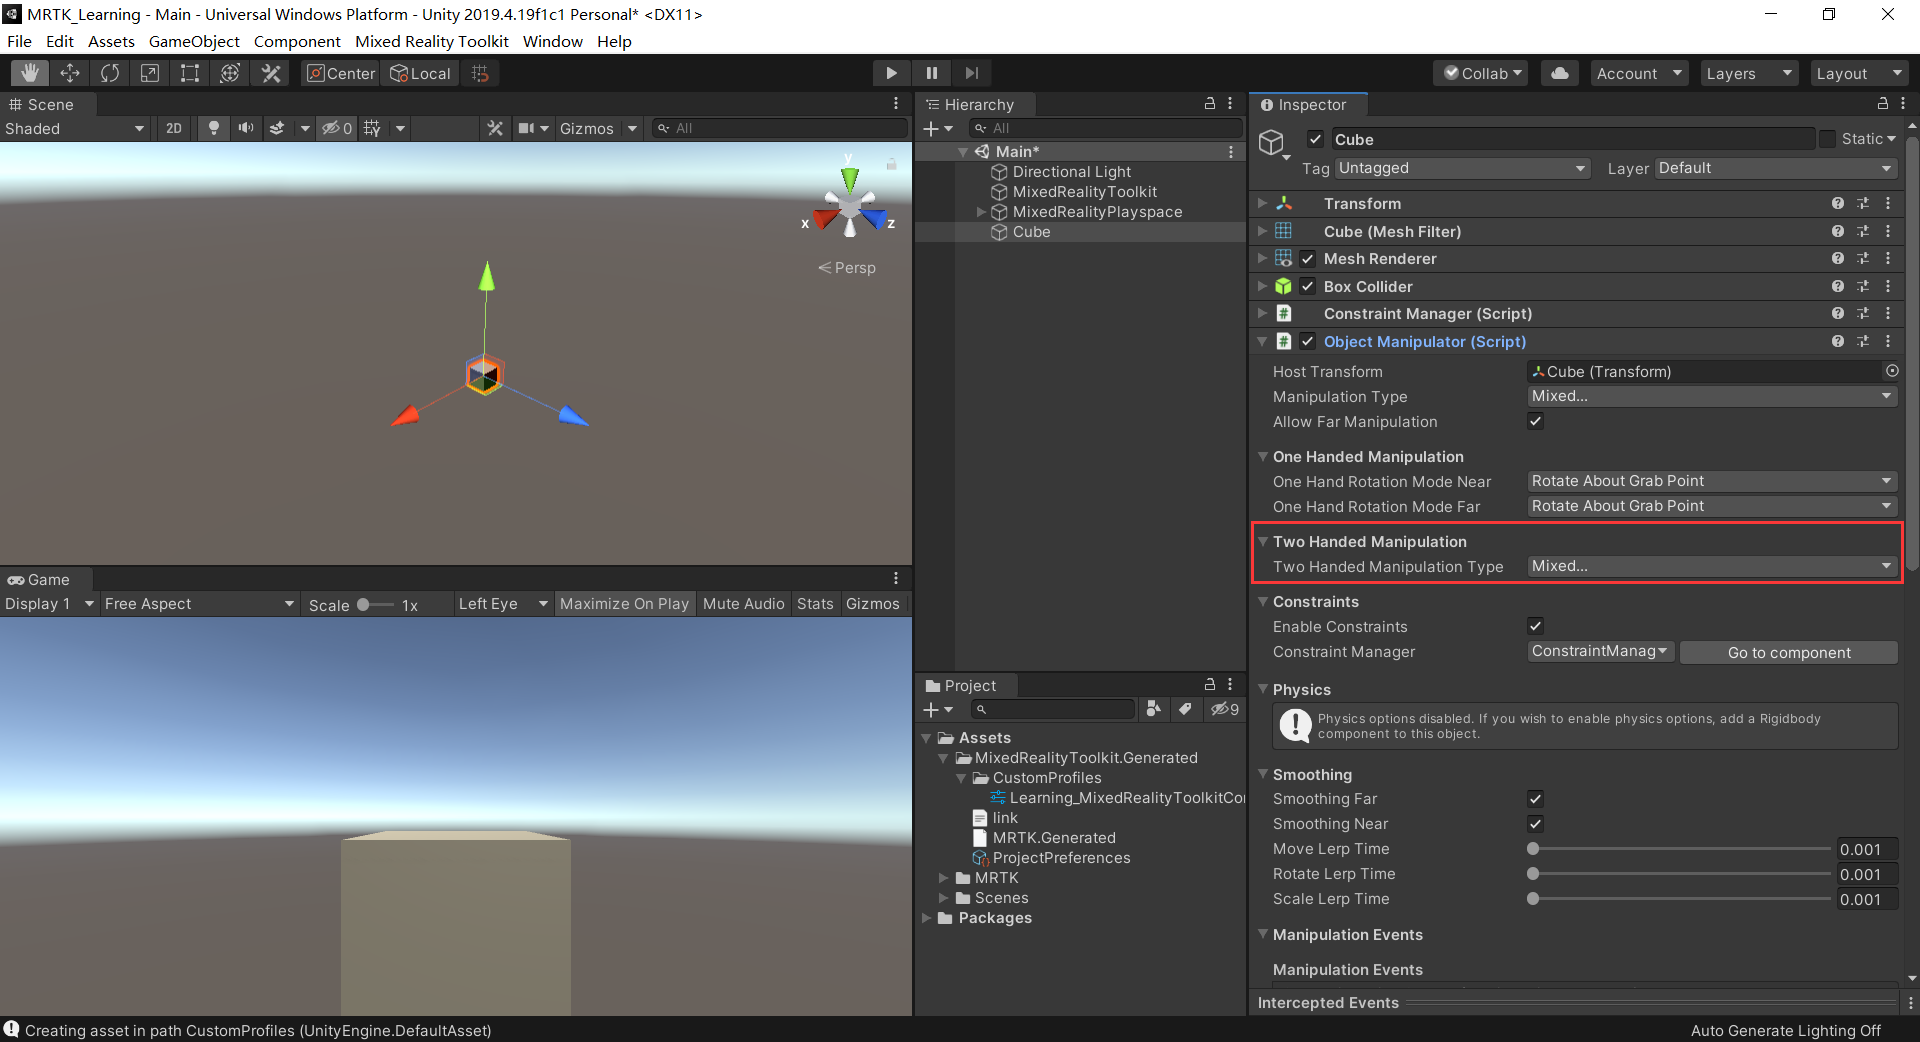 MRTK_Learning - Main - Universal Windows Platform - Unity 2019.4.19f1c1 Personal* <DX11>
File Edit Assets GameObject Component Mixed Reality Toolkit Window Help
Center Local Collab Account Layers Layout
Scene
Shaded 2D 0 Gizmos All
y
x z
Persp
Game
Display 1 Free Aspect Scale 1x Left Eye Maximize On Play Mute Audio Stats Gizmos
Hierarchy
All
Main*
Directional Light
MixedRealityToolkit
MixedRealityPlayspace
Cube
Project
9
Assets
MixedRealityToolkit.Generated
CustomProfiles
Learning_MixedRealityToolkitCo
link
MRTK.Generated
ProjectPreferences
MRTK
Scenes
Packages
Inspector
Cube Static
Tag Untagged Layer Default
Transform
Cube (Mesh Filter)
Mesh Renderer
Box Collider
Constraint Manager (Script)
Object Manipulator (Script)
Host Transform Cube (Transform)
Manipulation Type Mixed...
Allow Far Manipulation
One Handed Manipulation
One Hand Rotation Mode Near Rotate About Grab Point
One Hand Rotation Mode Far Rotate About Grab Point
Two Handed Manipulation
Two Handed Manipulation Type Mixed...
Constraints
Enable Constraints
Constraint Manager ConstraintManag Go to component
Physics
Physics options disabled. If you wish to enable physics options, add a Rigidbody
component to this object.
Smoothing
Smoothing Far
Smoothing Near
Move Lerp Time 0.001
Rotate Lerp Time 0.001
Scale Lerp Time 0.001
Manipulation Events
Manipulation Events
Intercepted Events
Creating asset in path CustomProfiles (UnityEngine.DefaultAsset) Auto Generate Lighting Off